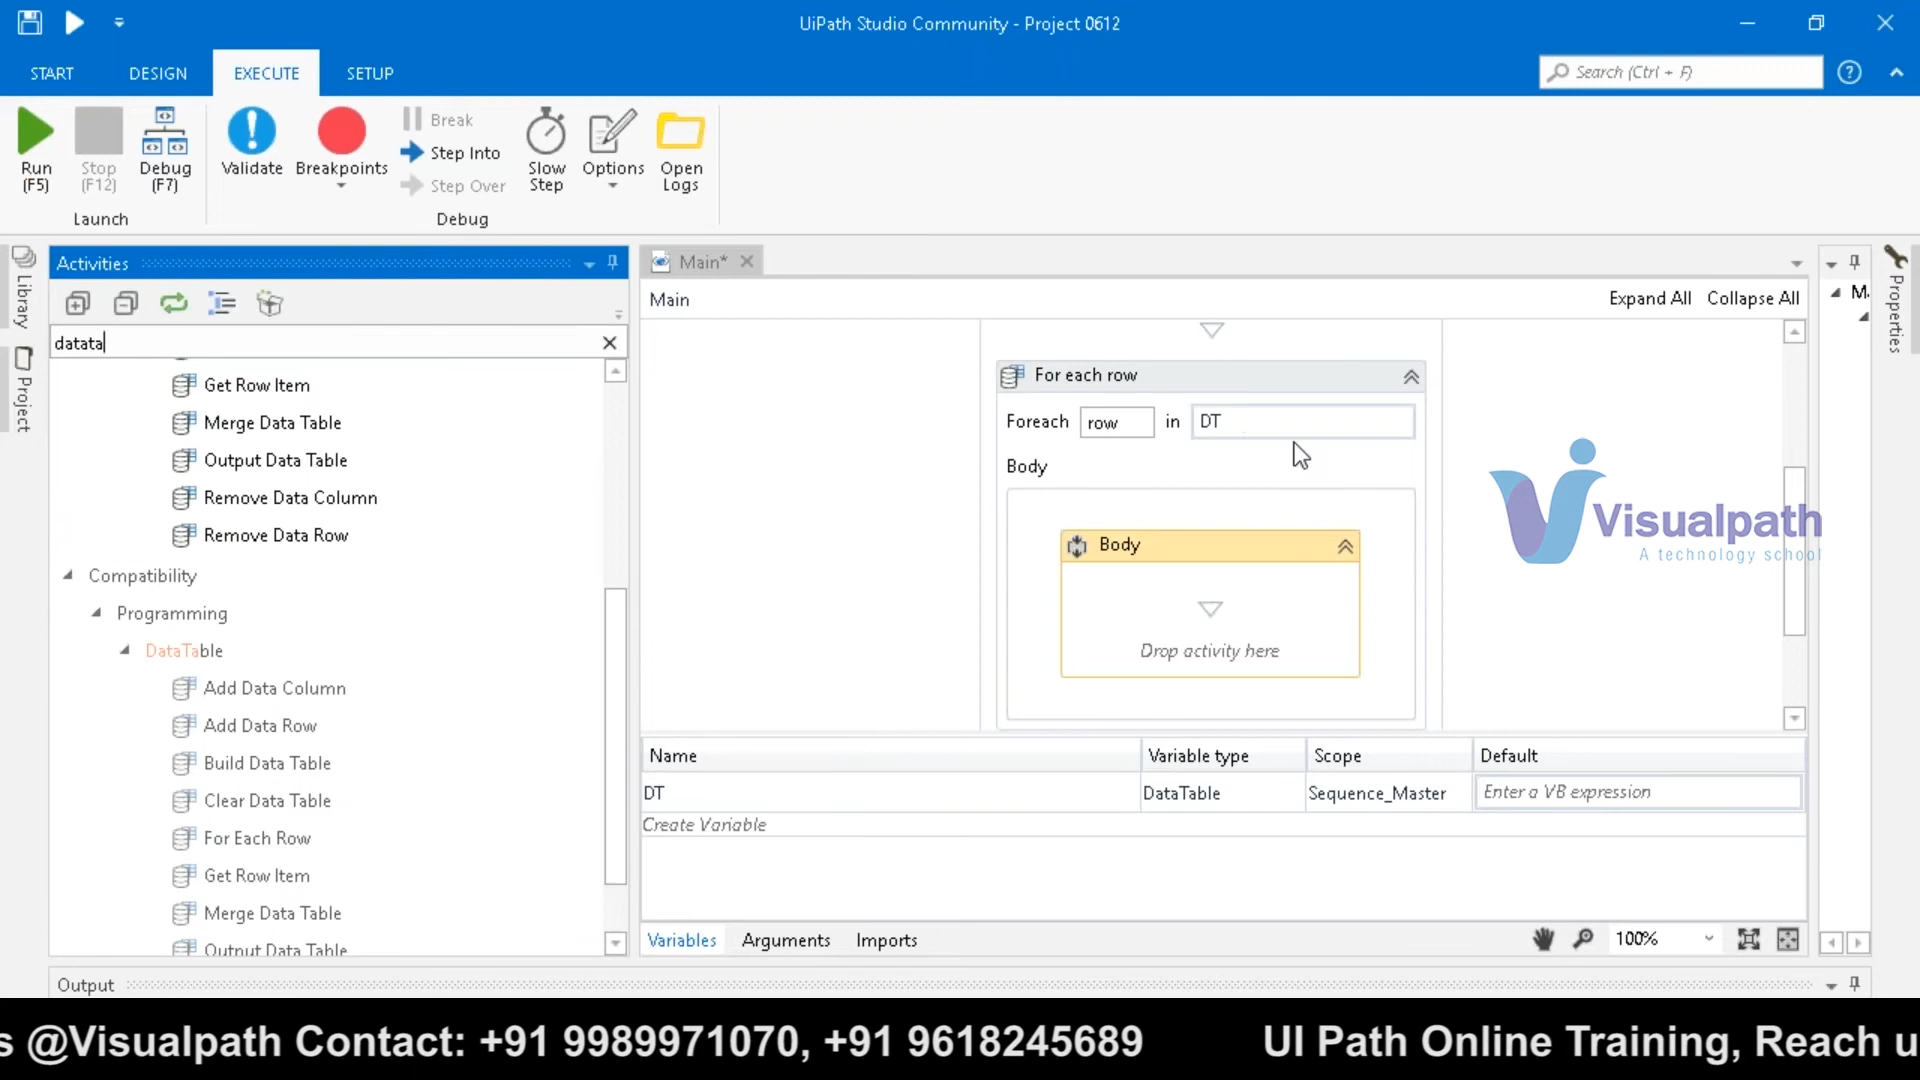 UiPath Studio Community - Project 0612
START DESIGN EXECUTE SETUP
Search (Ctrl + F)
Run (F5)
Stop (F12)
Debug (F7)
Launch
Validate
Breakpoints
Break
Step Into
Step Over
Slow Step
Options
Open Logs
Debug
Library
Project
Activities
datata
Get Row Item
Merge Data Table
Output Data Table
Remove Data Column
Remove Data Row
Compatibility
Programming
DataTable
Add Data Column
Add Data Row
Build Data Table
Clear Data Table
For Each Row
Get Row Item
Merge Data Table
Output Data Table
Main*
Main
Expand All Collapse All
For each row
Foreach row in DT
Body
Body
Drop activity here
Visualpath
A technology school
M.
Properties
Name Variable type Scope Default
DT DataTable Sequence_Master Enter a VB expression
Create Variable
Variables Arguments Imports
100%
Output
s @Visualpath Contact: +91 9989971070, +91 9618245689 UI Path Online Training, Reach u